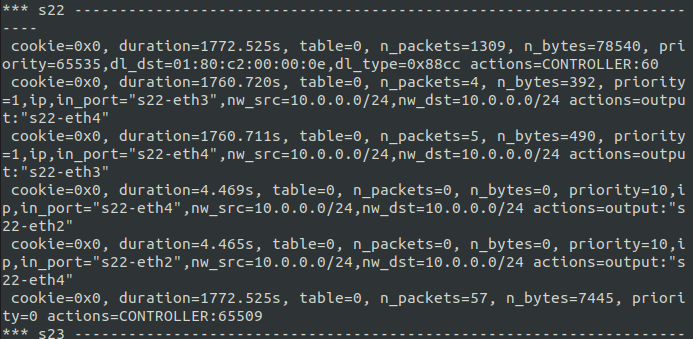 *** s22 --------------------------------------------------------------------
----
 cookie=0x0, duration=1772.525s, table=0, n_packets=1309, n_bytes=78540, pri
ority=65535,dl_dst=01:80:c2:00:00:0e,dl_type=0x88cc actions=CONTROLLER:60
 cookie=0x0, duration=1760.720s, table=0, n_packets=4, n_bytes=392, priority
=1,ip,in_port="s22-eth3",nw_src=10.0.0.0/24,nw_dst=10.0.0.0/24 actions=outpu
t:"s22-eth4"
 cookie=0x0, duration=1760.711s, table=0, n_packets=5, n_bytes=490, priority
=1,ip,in_port="s22-eth4",nw_src=10.0.0.0/24,nw_dst=10.0.0.0/24 actions=outpu
t:"s22-eth3"
 cookie=0x0, duration=4.469s, table=0, n_packets=0, n_bytes=0, priority=10,i
p,in_port="s22-eth4",nw_src=10.0.0.0/24,nw_dst=10.0.0.0/24 actions=output:"s
22-eth2"
 cookie=0x0, duration=4.465s, table=0, n_packets=0, n_bytes=0, priority=10,i
p,in_port="s22-eth2",nw_src=10.0.0.0/24,nw_dst=10.0.0.0/24 actions=output:"s
22-eth4"
 cookie=0x0, duration=1772.525s, table=0, n_packets=57, n_bytes=7445, priori
ty=0 actions=CONTROLLER:65509
*** s23 --------------------------------------------------------------------